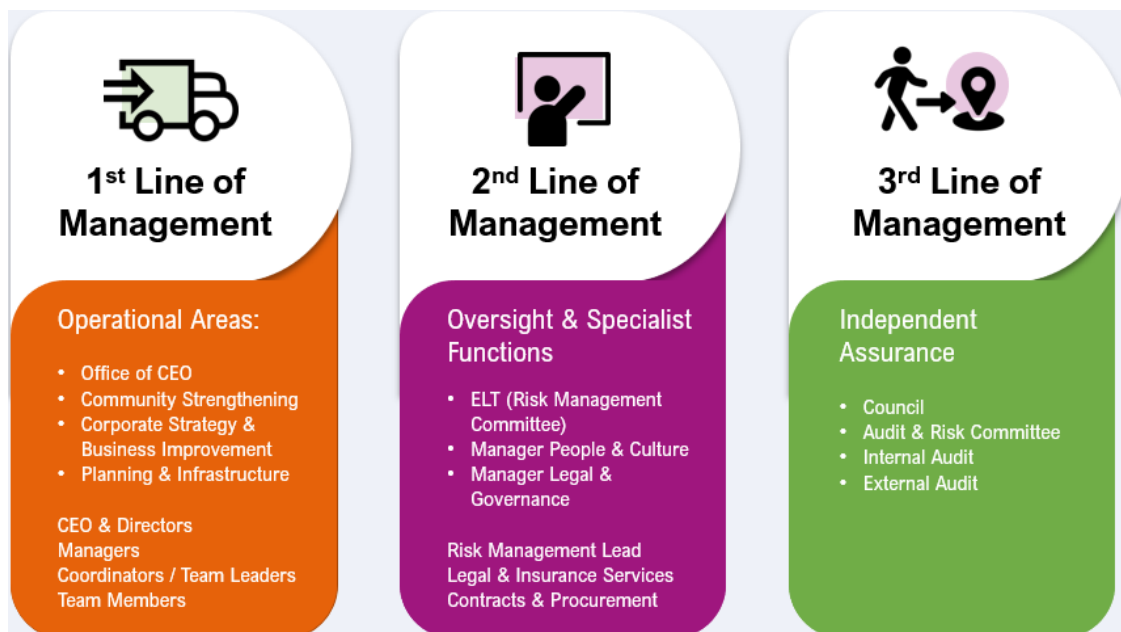 1st Line of
Management
Operational Areas:
• Office of CEO
• Community Strengthening
• Corporate Strategy &
Business Improvement
• Planning & Infrastructure
CEO & Directors
Managers
Coordinators / Team Leaders
Team Members
2nd Line of
Management
Oversight & Specialist
Functions
• ELT (Risk Management
Committee)
• Manager People & Culture
• Manager Legal &
Governance
Risk Management Lead
Legal & Insurance Services
Contracts & Procurement
3rd Line of
Management
Independent
Assurance
• Council
• Audit & Risk Committee
• Internal Audit
• External Audit